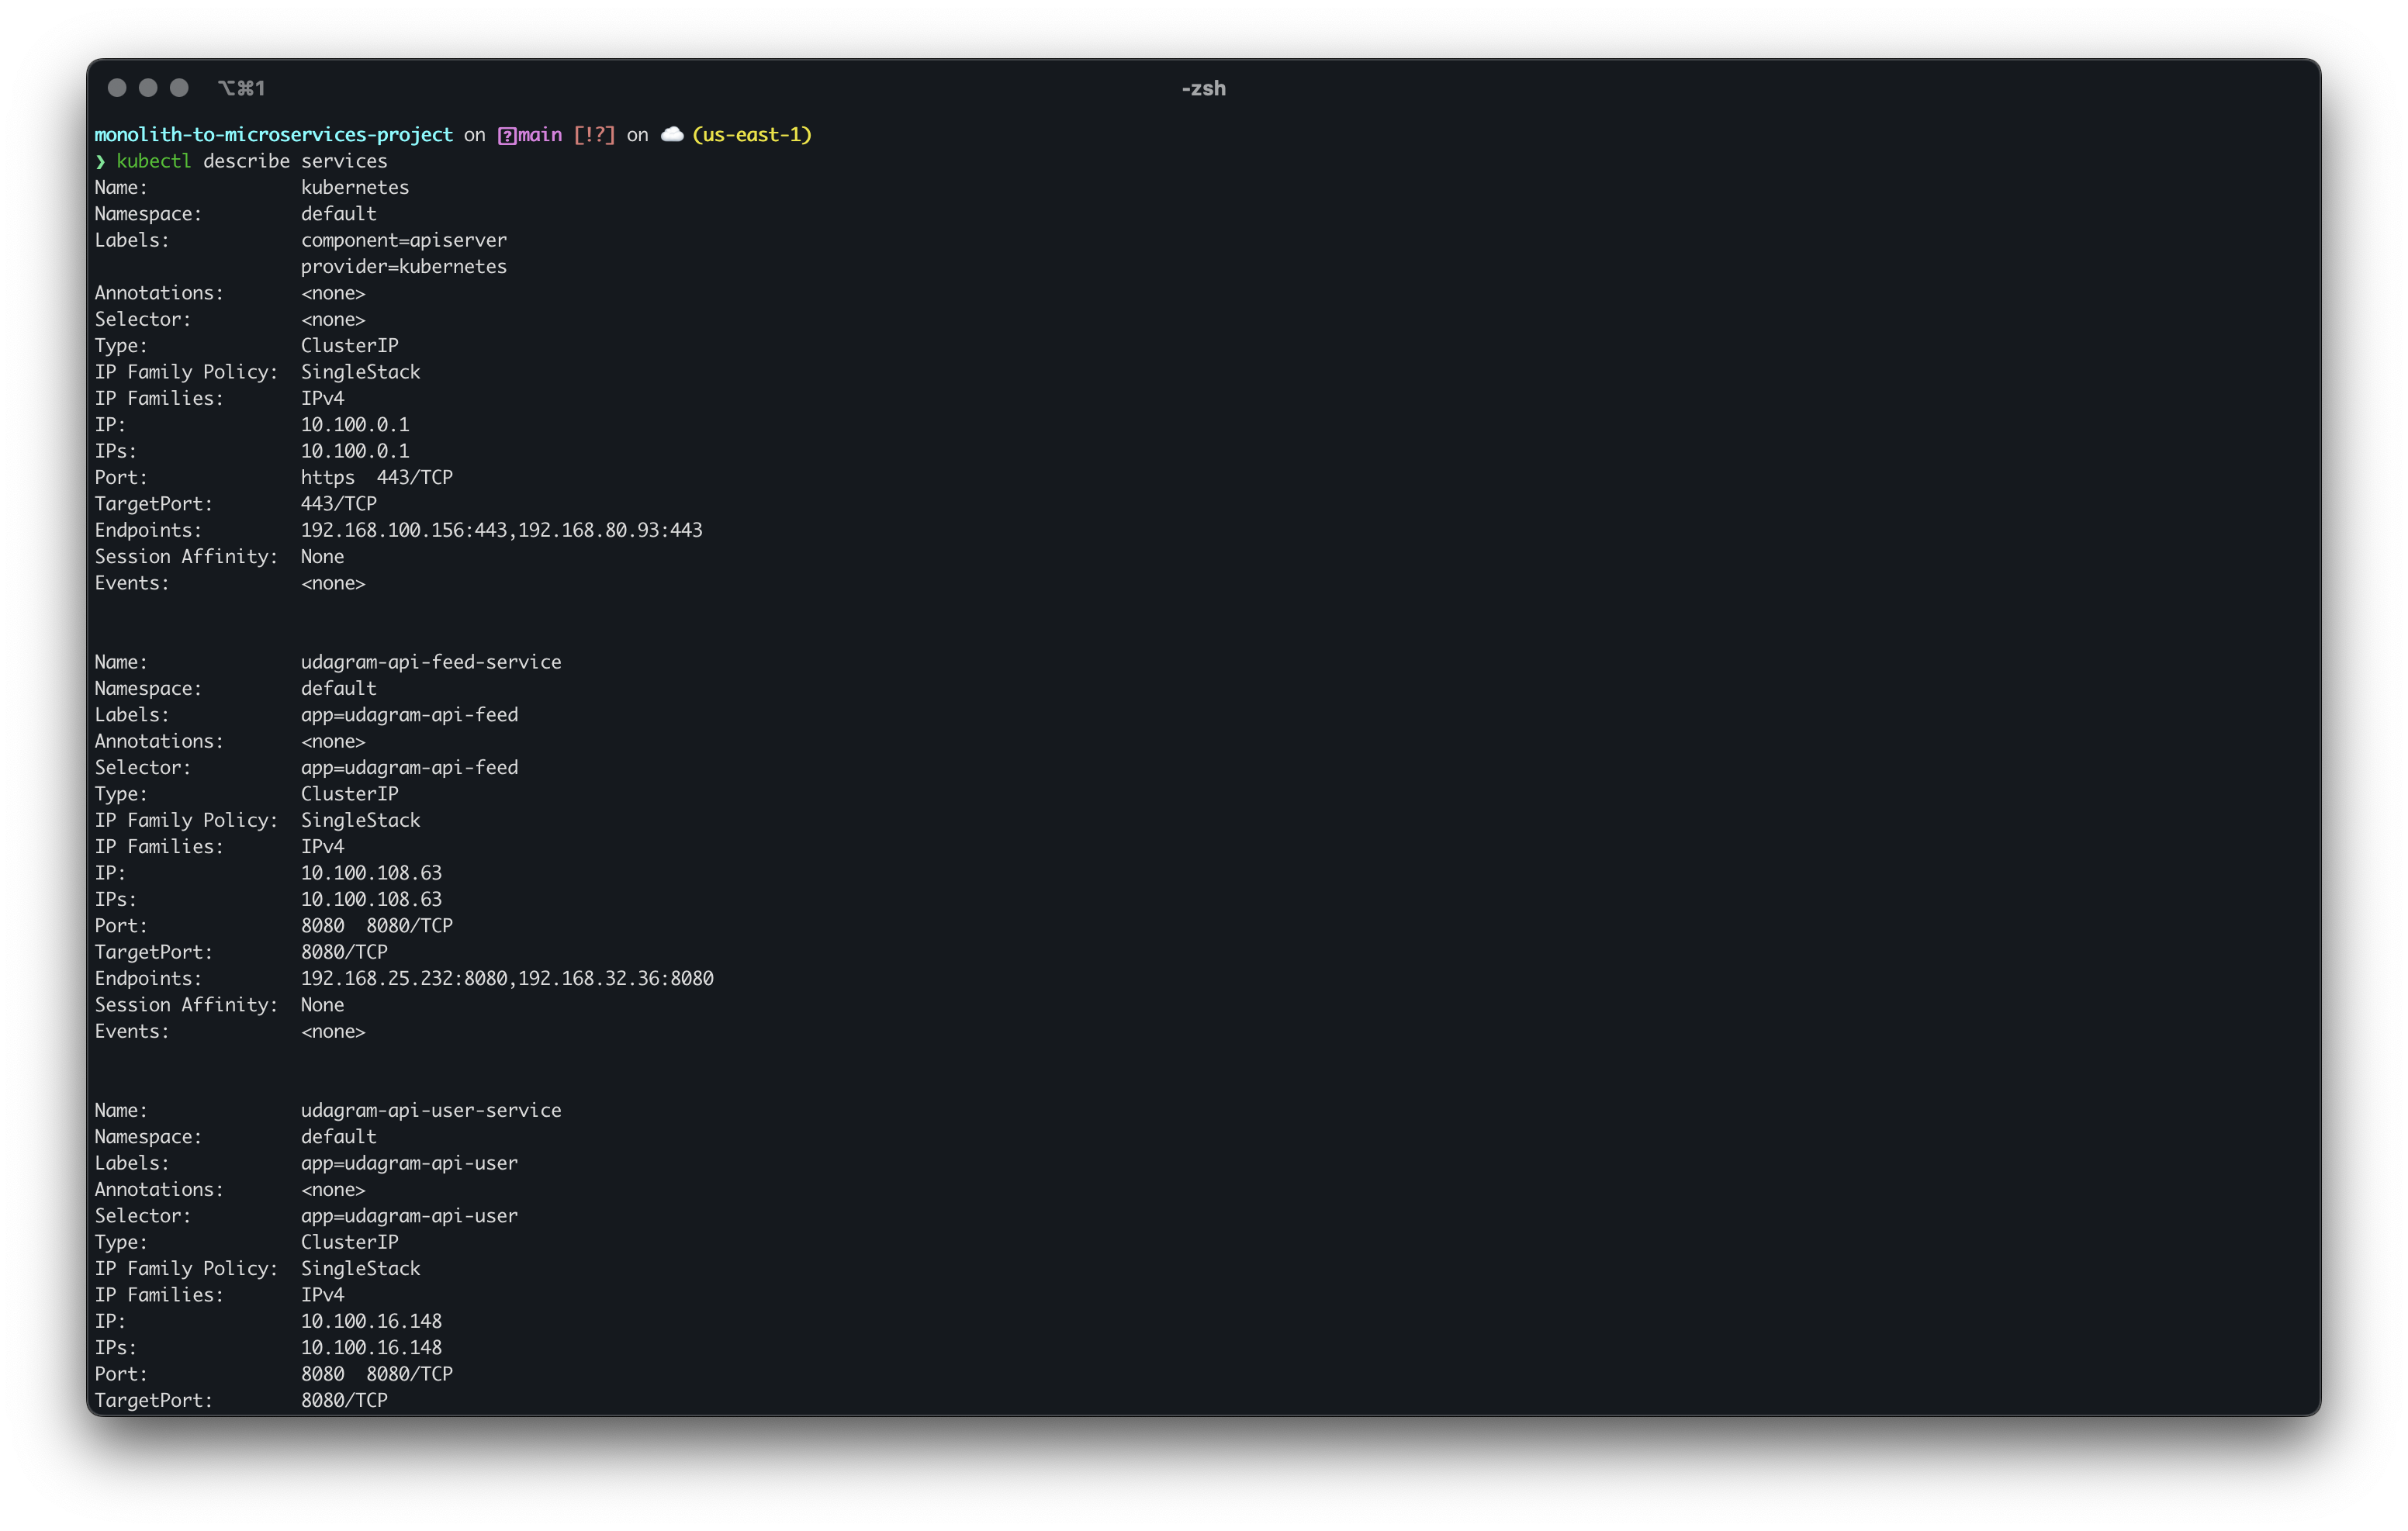 ⌥⌘1 -zsh
monolith-to-microservices-project on [?]main [!?] on ☁️ (us-east-1)
❯ kubectl describe services
Name:              kubernetes
Namespace:         default
Labels:            component=apiserver
                   provider=kubernetes
Annotations:       <none>
Selector:          <none>
Type:              ClusterIP
IP Family Policy:  SingleStack
IP Families:       IPv4
IP:                10.100.0.1
IPs:               10.100.0.1
Port:              https  443/TCP
TargetPort:        443/TCP
Endpoints:         192.168.100.156:443,192.168.80.93:443
Session Affinity:  None
Events:            <none>


Name:              udagram-api-feed-service
Namespace:         default
Labels:            app=udagram-api-feed
Annotations:       <none>
Selector:          app=udagram-api-feed
Type:              ClusterIP
IP Family Policy:  SingleStack
IP Families:       IPv4
IP:                10.100.108.63
IPs:               10.100.108.63
Port:              8080  8080/TCP
TargetPort:        8080/TCP
Endpoints:         192.168.25.232:8080,192.168.32.36:8080
Session Affinity:  None
Events:            <none>


Name:              udagram-api-user-service
Namespace:         default
Labels:            app=udagram-api-user
Annotations:       <none>
Selector:          app=udagram-api-user
Type:              ClusterIP
IP Family Policy:  SingleStack
IP Families:       IPv4
IP:                10.100.16.148
IPs:               10.100.16.148
Port:              8080  8080/TCP
TargetPort:        8080/TCP